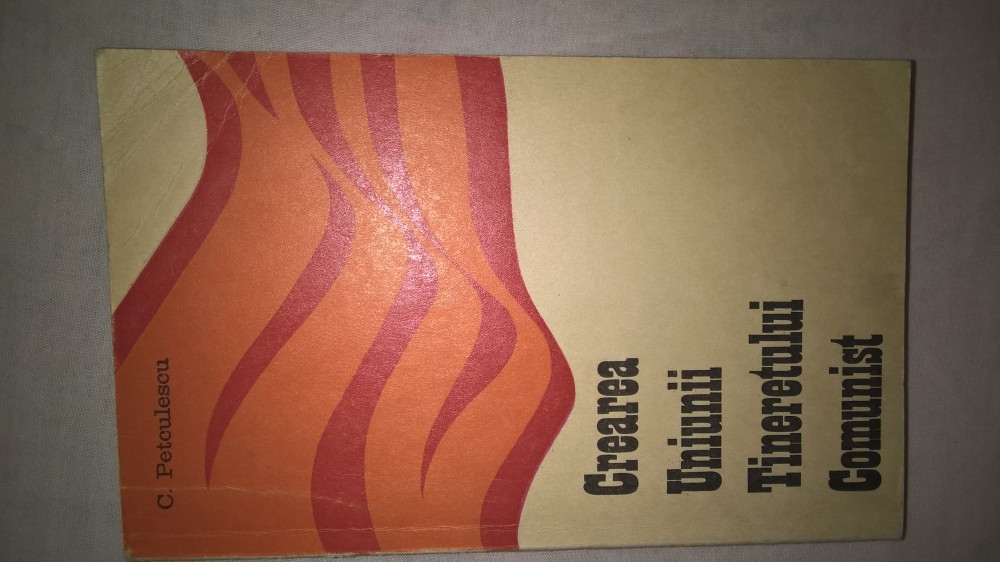 C. Petculescu
Crearea
Uniunii
Tineretului
Comunist